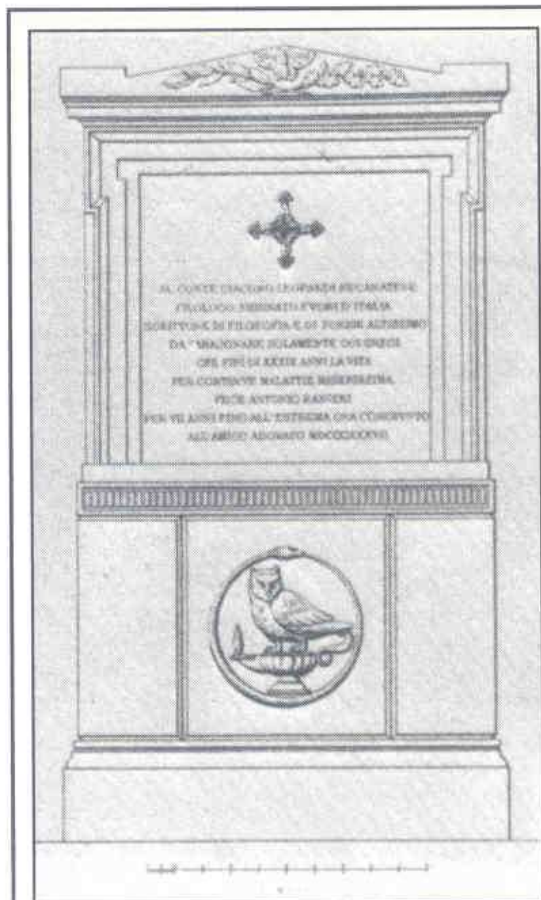 AL CONTE GIACOMO LEOPARDI RECANATESE
FILOLOGO AMMIRATO FUORI D'ITALIA
SCRITTORE DI FILOSOFIA E DI POESIE ALTISSIMO
DA PARAGONARE SOLAMENTE COI GRECI
CHE FINÌ DI XXXIX ANNI LA VITA
PER CONTINUE MALATTIE MISERISSIMA
FECE ANTONIO RANIERI
PER VII ANNI FINO ALL'ESTREMA ORA CONGIUNTO
ALL'AMICO ADORATO MDCCCXXXVII